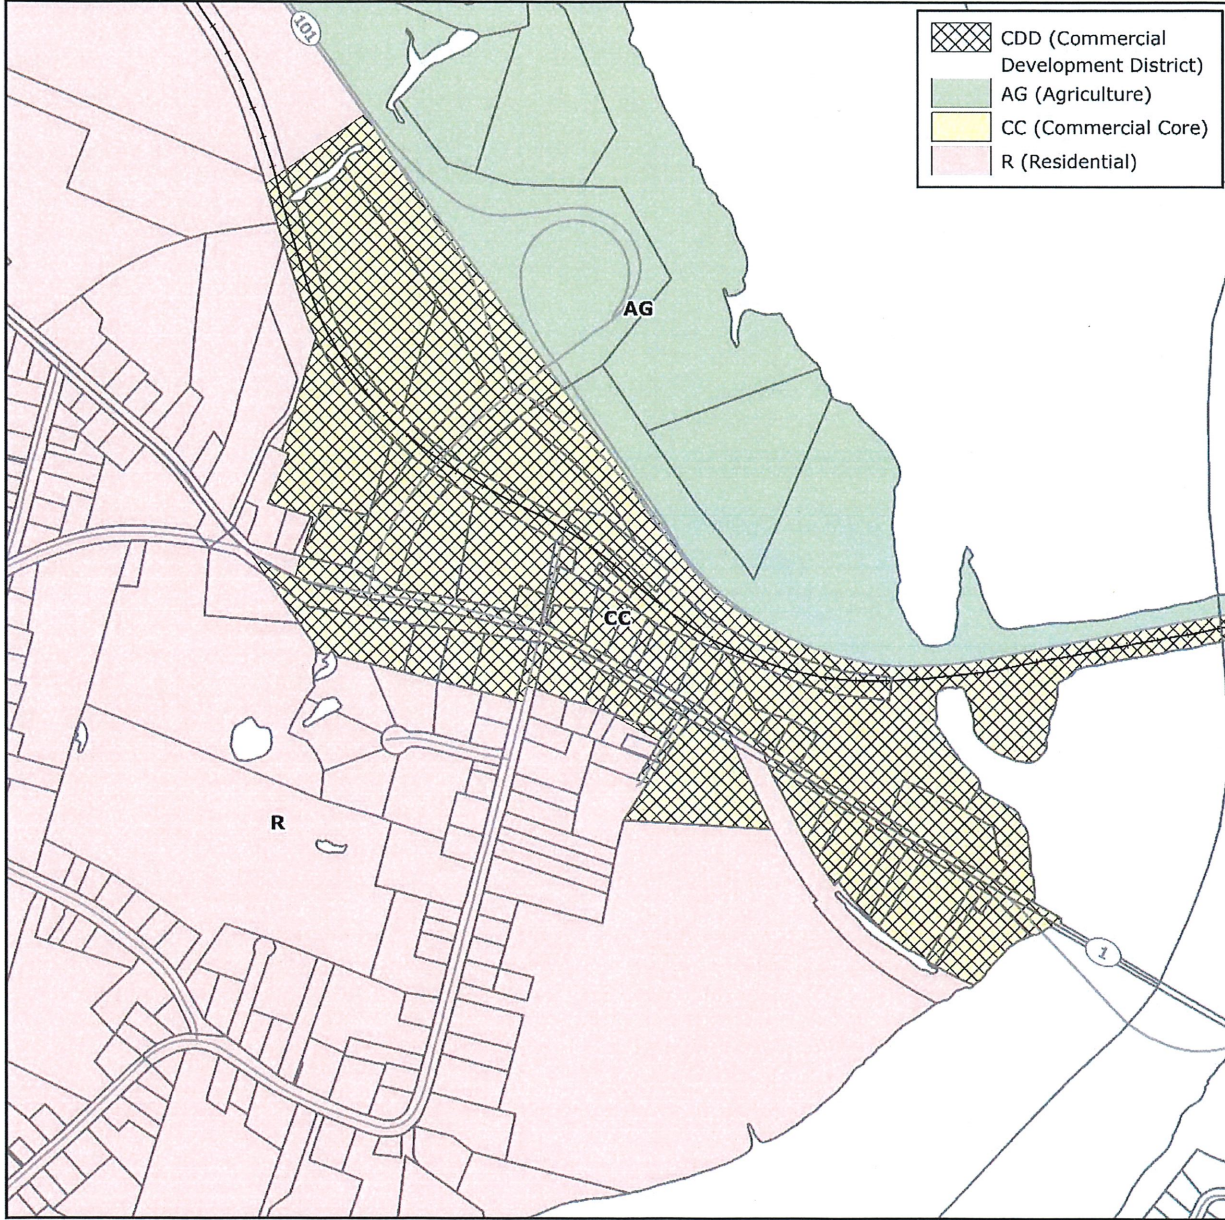 101
CDD (Commercial
Development District)
AG (Agriculture)
CC (Commercial Core)
R (Residential)
AG
CC
R
1